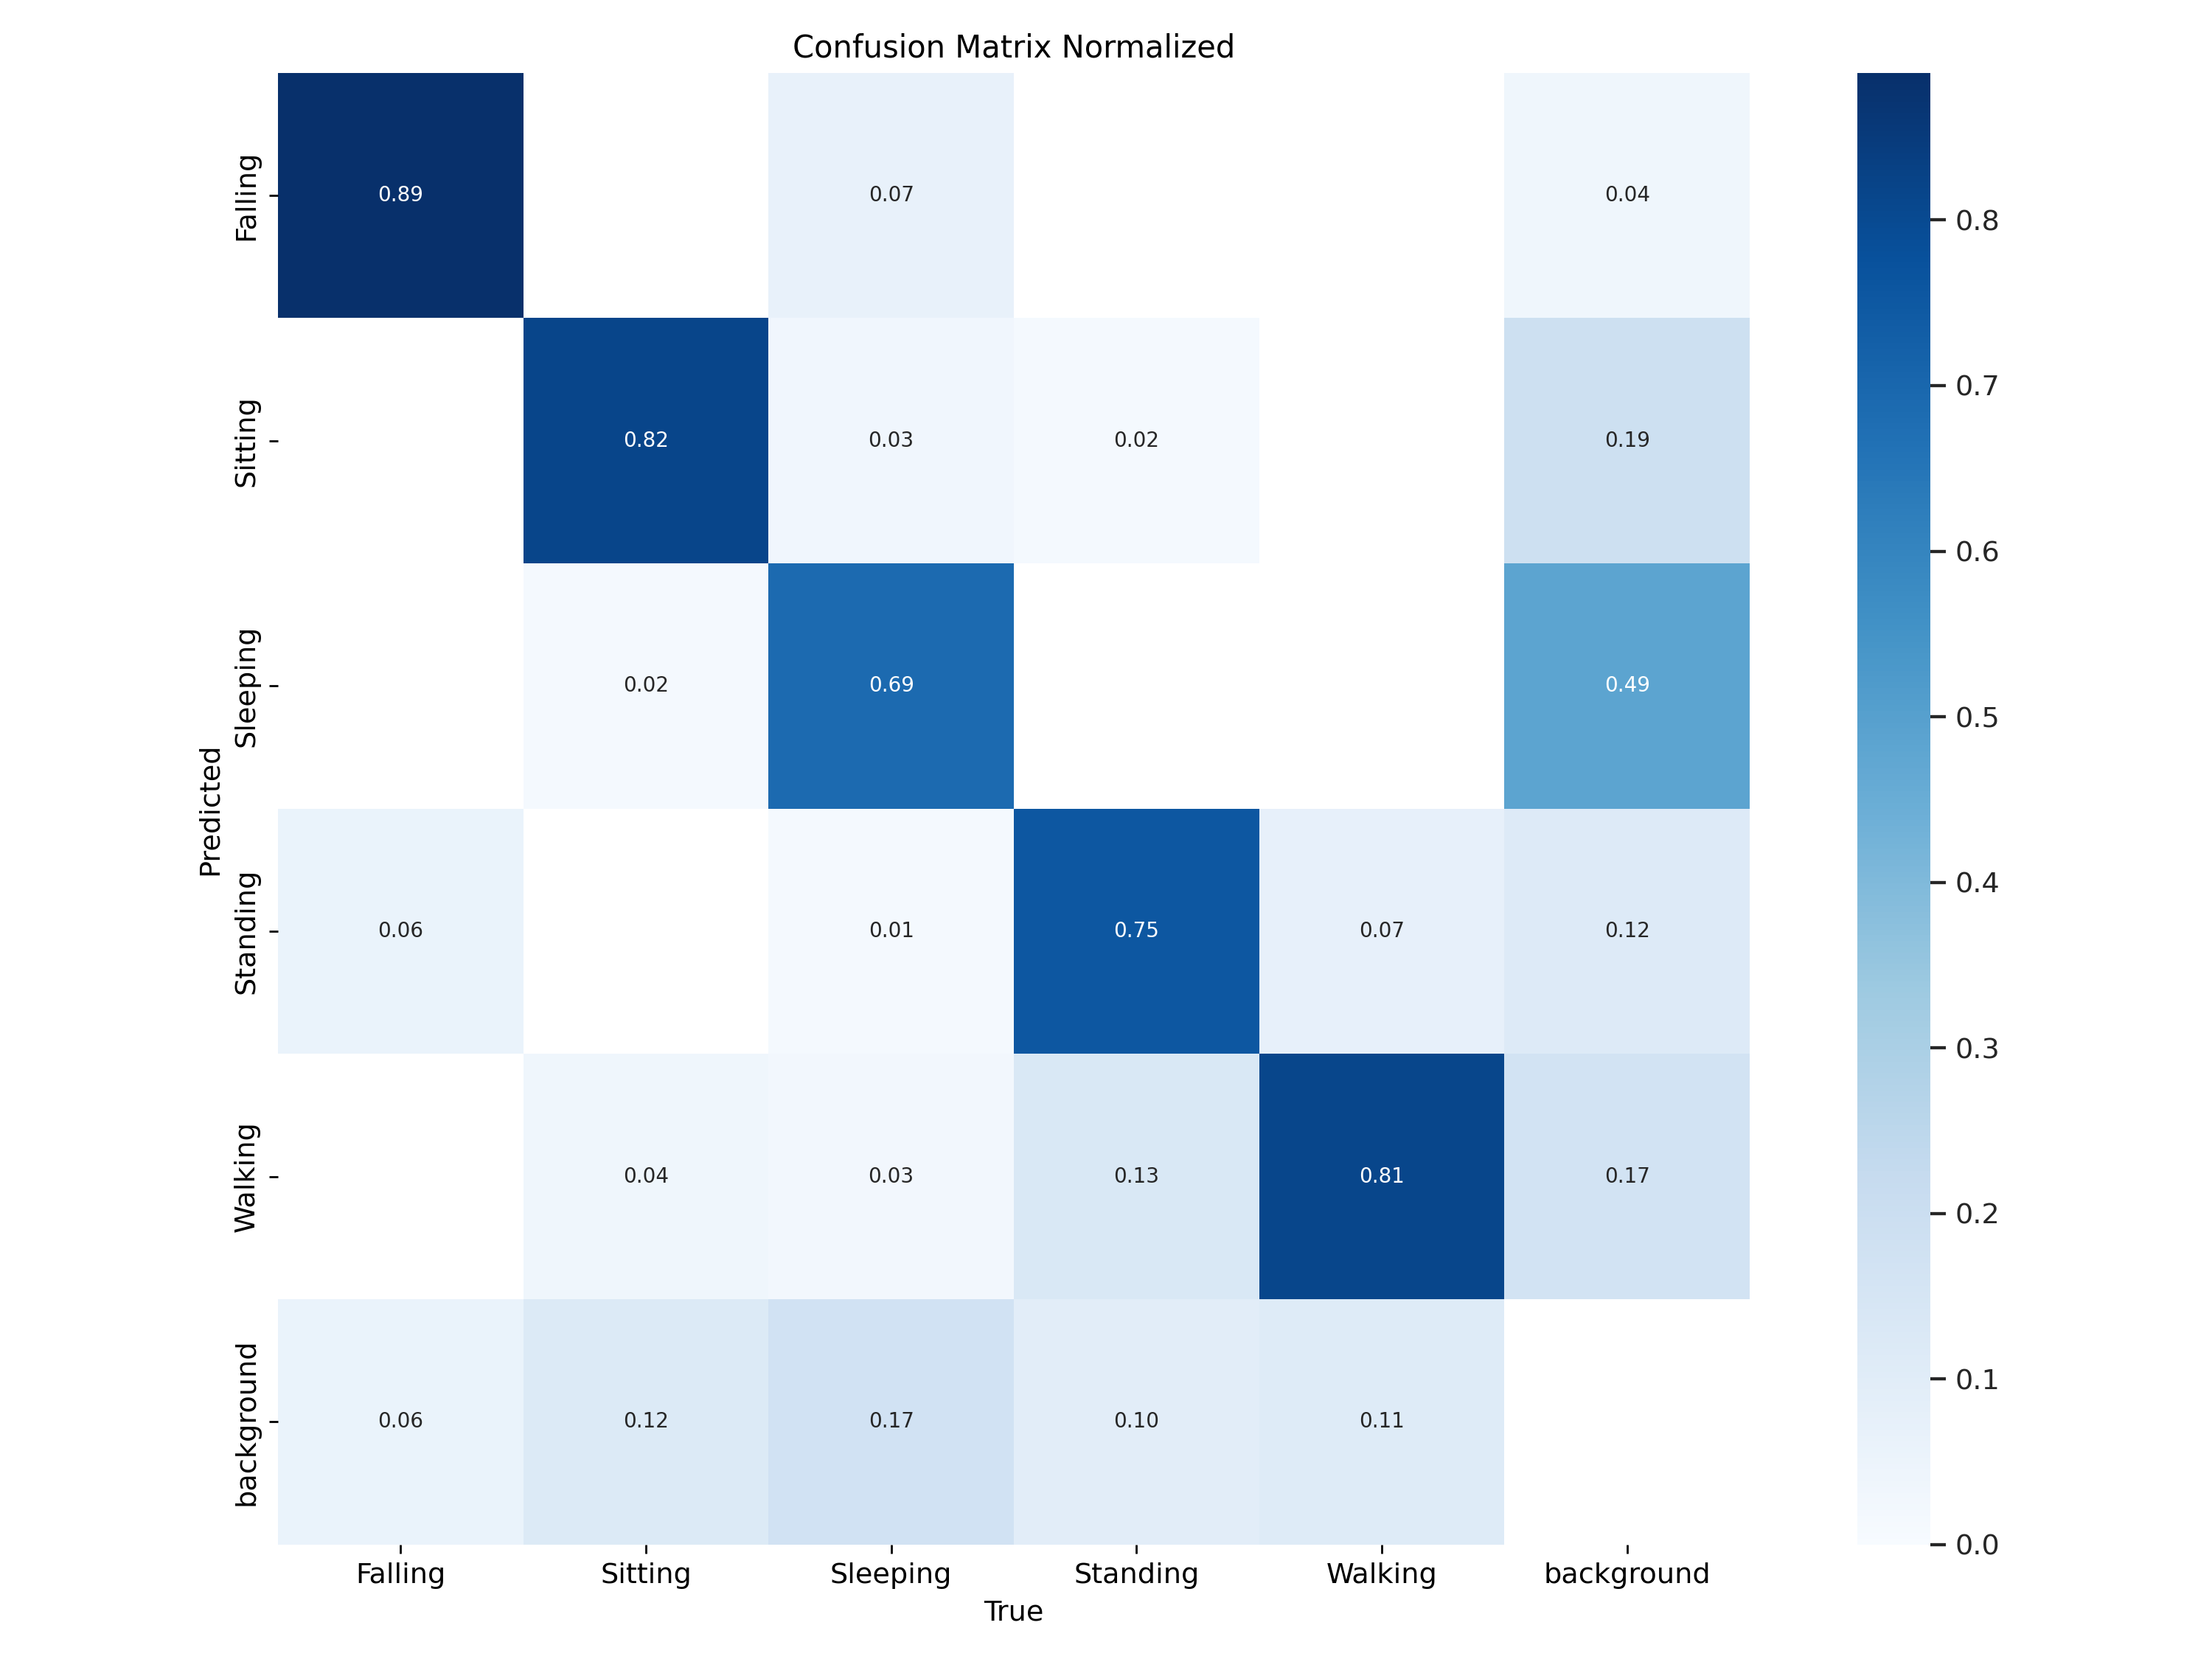 Confusion Matrix Normalized
Predicted
Falling
0.89
0.07
0.04
Sitting
0.82
0.03
0.02
0.19
Sleeping
0.02
0.69
0.49
Standing
0.06
0.01
0.75
0.07
0.12
Walking
0.04
0.03
0.13
0.81
0.17
background
0.06
0.12
0.17
0.10
0.11
Falling
Sitting
Sleeping
Standing
Walking
background
True
0.8
0.7
0.6
0.5
0.4
0.3
0.2
0.1
0.0